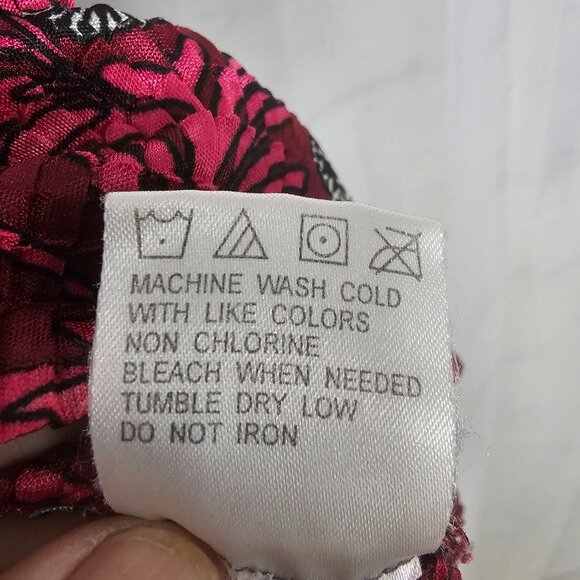 MACHINE WASH COLD
WITH LIKE COLORS
NON CHLORINE
BLEACH WHEN NEEDED
TUMBLE DRY LOW
DO NOT IRON